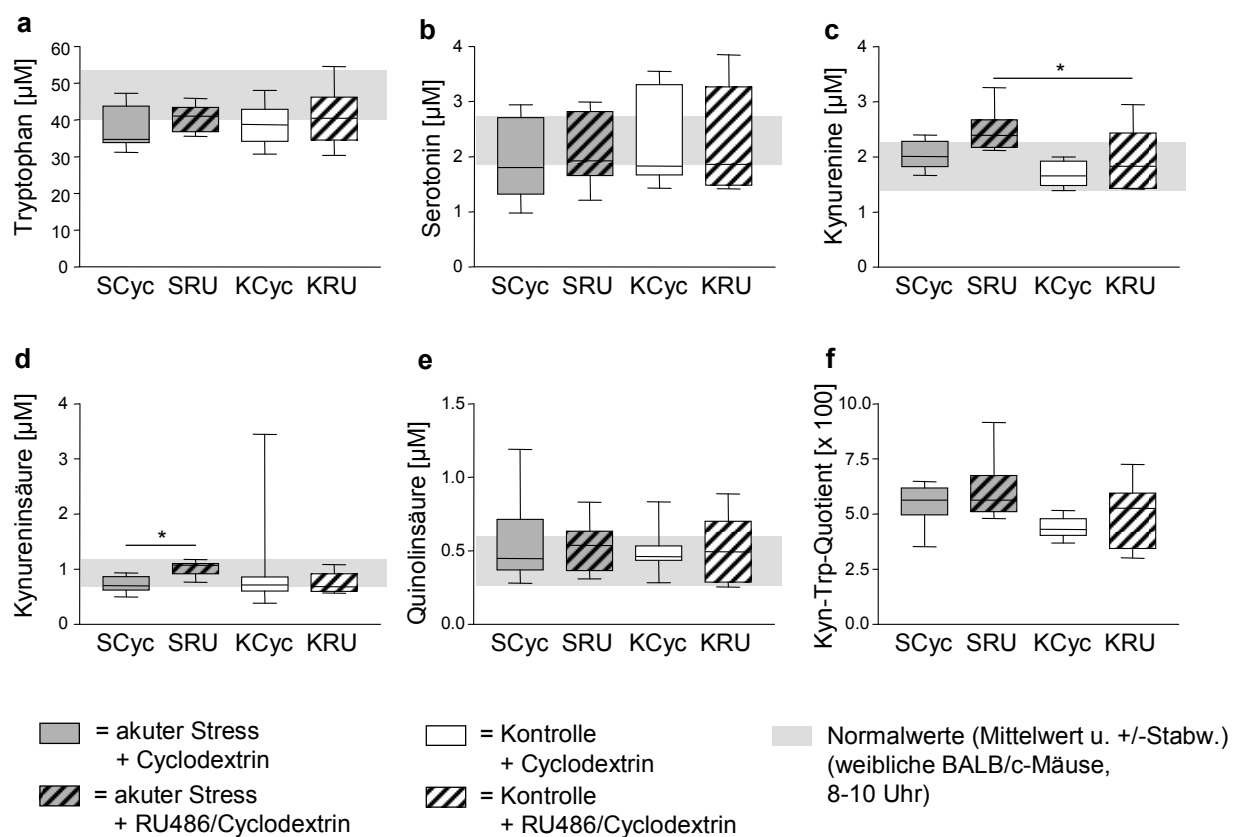 a
Tryptophan [µM]
60
50
40
30
20
10
0
SCyc SRU KCyc KRU
b
Serotonin [µM]
4
3
2
1
0
SCyc SRU KCyc KRU
c
Kynurenine [µM]
4
3
2
1
0
*
SCyc SRU KCyc KRU
d
Kynureninsäure [µM]
4
3
2
1
0
*
SCyc SRU KCyc KRU
e
Quinolinsäure [µM]
1.5
1.0
0.5
0.0
SCyc SRU KCyc KRU
f
Kyn-Trp-Quotient [x 100]
10.0
7.5
5.0
2.5
0.0
SCyc SRU KCyc KRU
= akuter Stress
+ Cyclodextrin
= akuter Stress
+ RU486/Cyclodextrin
= Kontrolle
+ Cyclodextrin
= Kontrolle
+ RU486/Cyclodextrin
Normalwerte (Mittelwert u. +/-Stabw.)
(weibliche BALB/c-Mäuse,
8-10 Uhr)